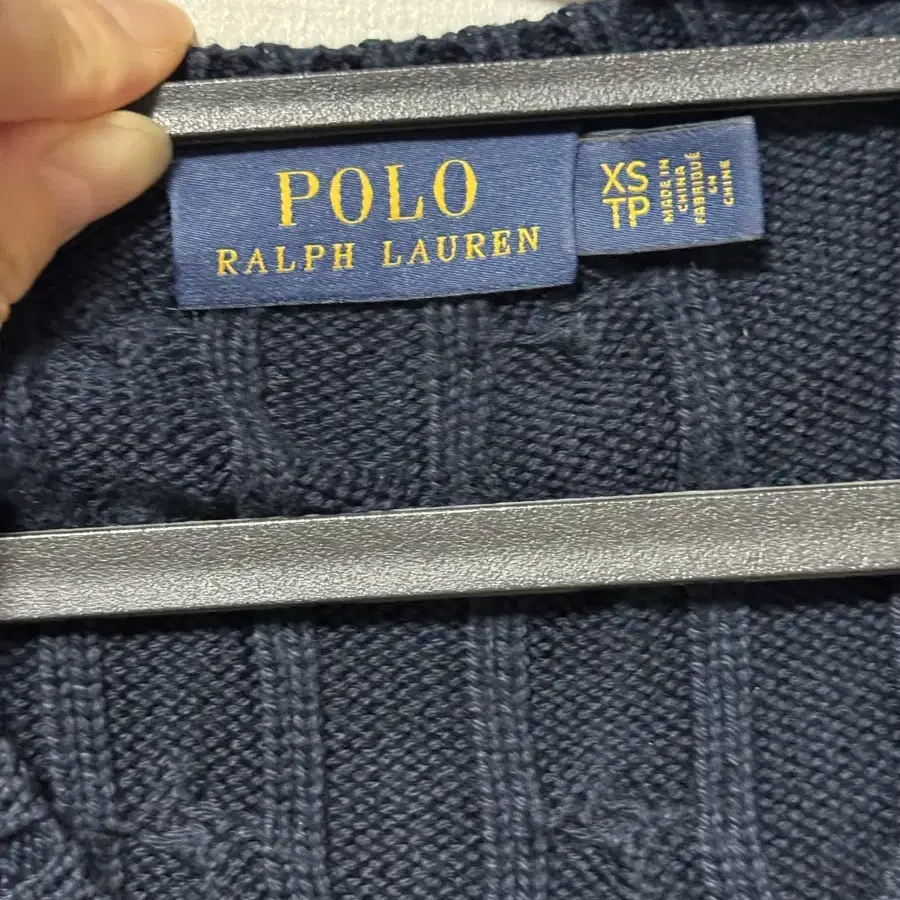 POLO
RALPH LAUREN
XS
TP
MADE IN
CHINA
FABRIQUÉ
EN
CHINE